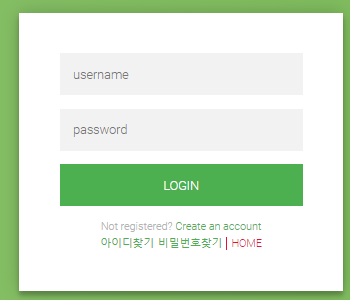 username
password
LOGIN
Not registered? Create an account
아이디찾기 비밀번호찾기 | HOME